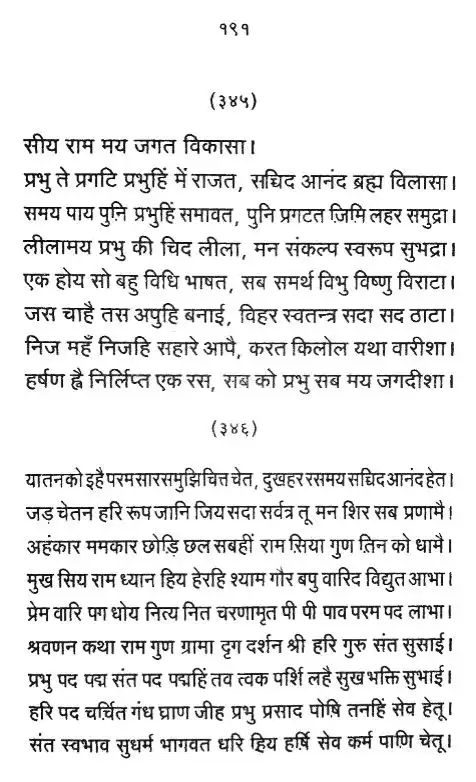 १९१
(३४५)
सीय राम मय जगत विकासा।
प्रभु ते प्रगटि प्रभुहिं में राजत, सच्चिद आनंद ब्रह्म विलासा।
समय पाय पुनि प्रभुहिं समावत, पुनि प्रगटत जिमि लहर समुद्रा।
लीलामय प्रभु की चिद लीला, मन संकल्प स्वरूप सुभद्रा।
एक होय सो बहु विधि भाषत, सब समर्थ विभु विष्णु विराटा।
जस चाहै तस अपुहि बनाई, विहर स्वतन्त्र सदा सद ठाटा।
निज महँ निजहि सहारे आपै, करत किलोल यथा वारीशा।
हर्षण ह्वै निर्लिप्त एक रस, सब को प्रभु सब मय जगदीशा।
(३४६)
या तन को इहै परम सार समुझि चित्त चेत, दुख हर रसमय सच्चिद आनंद हेत।
जड़ चेतन हरि रूप जानि जिय सदा सर्वत्र तू मन शिर सब प्रणामै।
अहंकार ममकार छोड़ि छल सबहीं राम सिया गुण तिन को धामै।
मुख सिय राम ध्यान हिय हेरहि श्याम गौर बपु वारिद विद्युत आभा।
प्रेम वारि पग धोय नित्य नित चरणामृत पी पी पाव परम पद लाभा।
श्रवणन कथा राम गुण ग्रामा दृग दर्शन श्री हरि गुरु संत सुसाई।
प्रभु पद पद्म संत पद पद्महिं तव त्वक पर्शि लहै सुख भक्ति सुभाई।
हरि पद चर्चित गंध घ्राण जीह प्रभु प्रसाद पोषि तनहिं सेव हेतू।
संत स्वभाव सुधर्म भागवत धरि हिय हर्षि सेव कर्म पाणि चेतू।